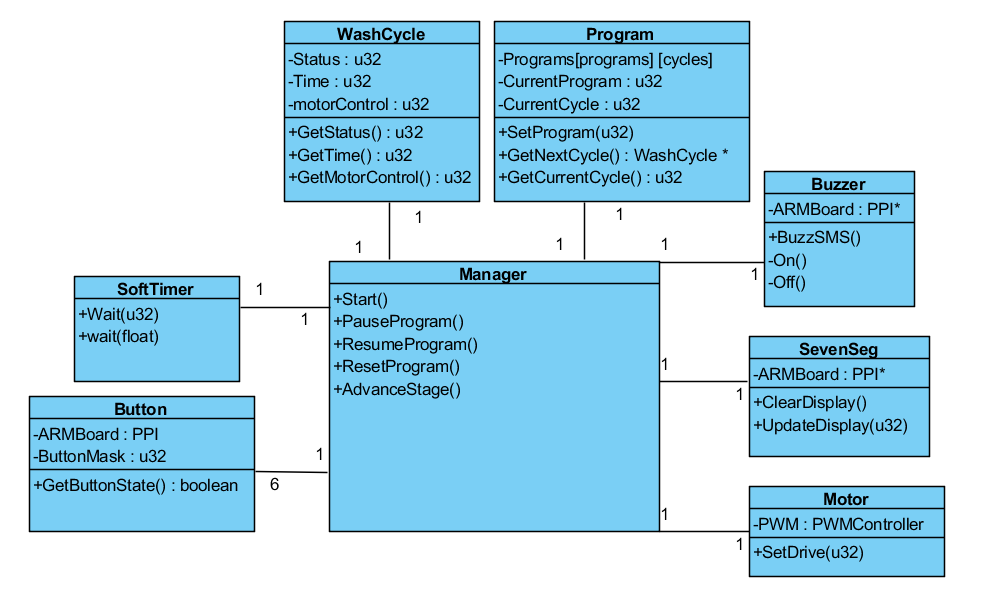 WashCycle
-Status : u32
-Time : u32
-motorControl : u32
+GetStatus() : u32
+GetTime() : u32
+GetMotorControl() : u32
Program
-Programs[programs] [cycles]
-CurrentProgram : u32
-CurrentCycle : u32
+SetProgram(u32)
+GetNextCycle() : WashCycle *
+GetCurrentCycle() : u32
Buzzer
-ARMBoard : PPI*
+BuzzSMS()
-On()
-Off()
1
1
1
1
1
1
SoftTimer
+Wait(u32)
+wait(float)
1
1
Manager
+Start()
+PauseProgram()
+ResumeProgram()
+ResetProgram()
+AdvanceStage()
SevenSeg
-ARMBoard : PPI*
+ClearDisplay()
+UpdateDisplay(u32)
1
1
Button
-ARMBoard : PPI
-ButtonMask : u32
+GetButtonState() : boolean
1
6
Motor
-PWM : PWMController
+SetDrive(u32)
1
1